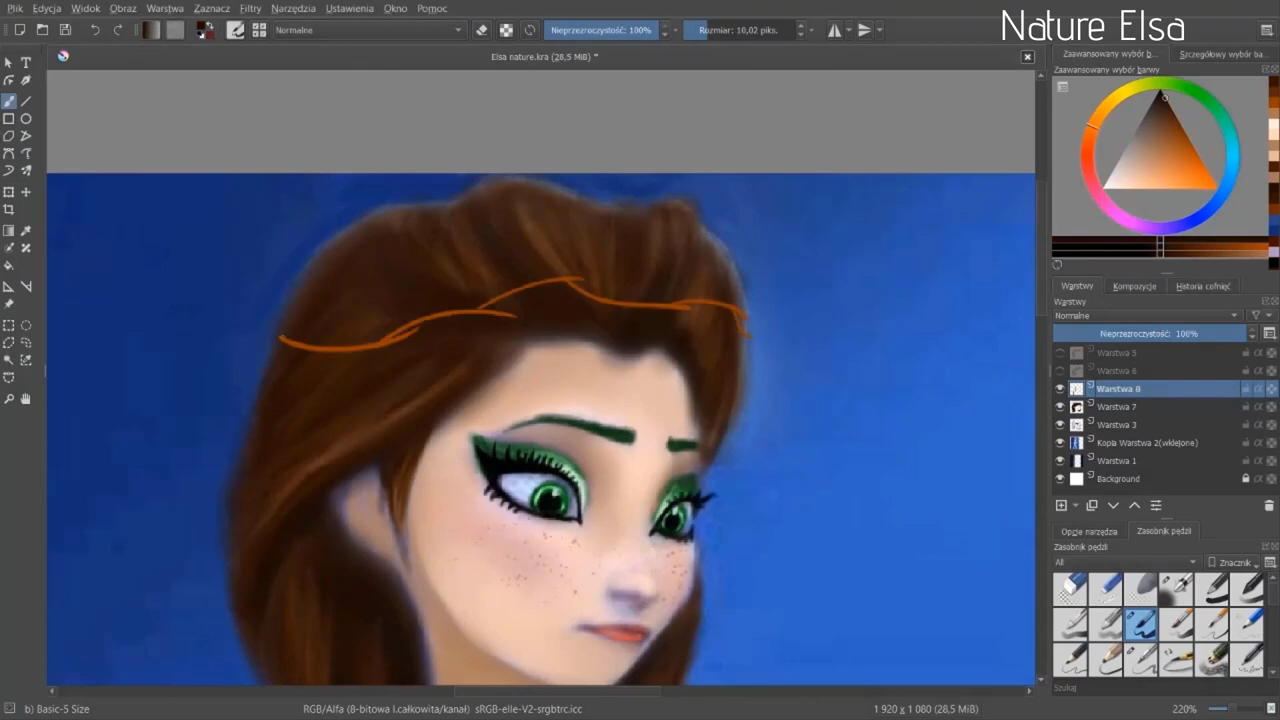 Plik Edycja Widok Obraz Warstwa Zaznacz Filtry Narzędzia Ustawienia Okno Pomoc
Nature Elsa
Normalne
Nieprzezroczystość: 100%
Rozmiar: 10,02 piks.
Elsa nature.kra (28,5 MiB) *
Zaawansowany wybór b...
Szczegółowy wybór ba...
Zaawansowany wybór barwy
Warstwy
Kompozycje
Historia cofnięć
Warstwy
Normalne
Nieprzezroczystość: 100%
Warstwa 5
Warstwa 6
Warstwa 8
Warstwa 7
Warstwa 3
Kopia Warstwa 2(wklejone)
Warstwa 1
Background
Opcje narzędzia
Zasobnik pędzli
Zasobnik pędzli
All
Znacznik
Szukaj
b) Basic-5 Size
RGB/Alfa (8-bitowa l.całkowita/kanał) sRGB-elle-V2-srgbtrc.icc
1 920 x 1 080 (28,5 MiB)
220%